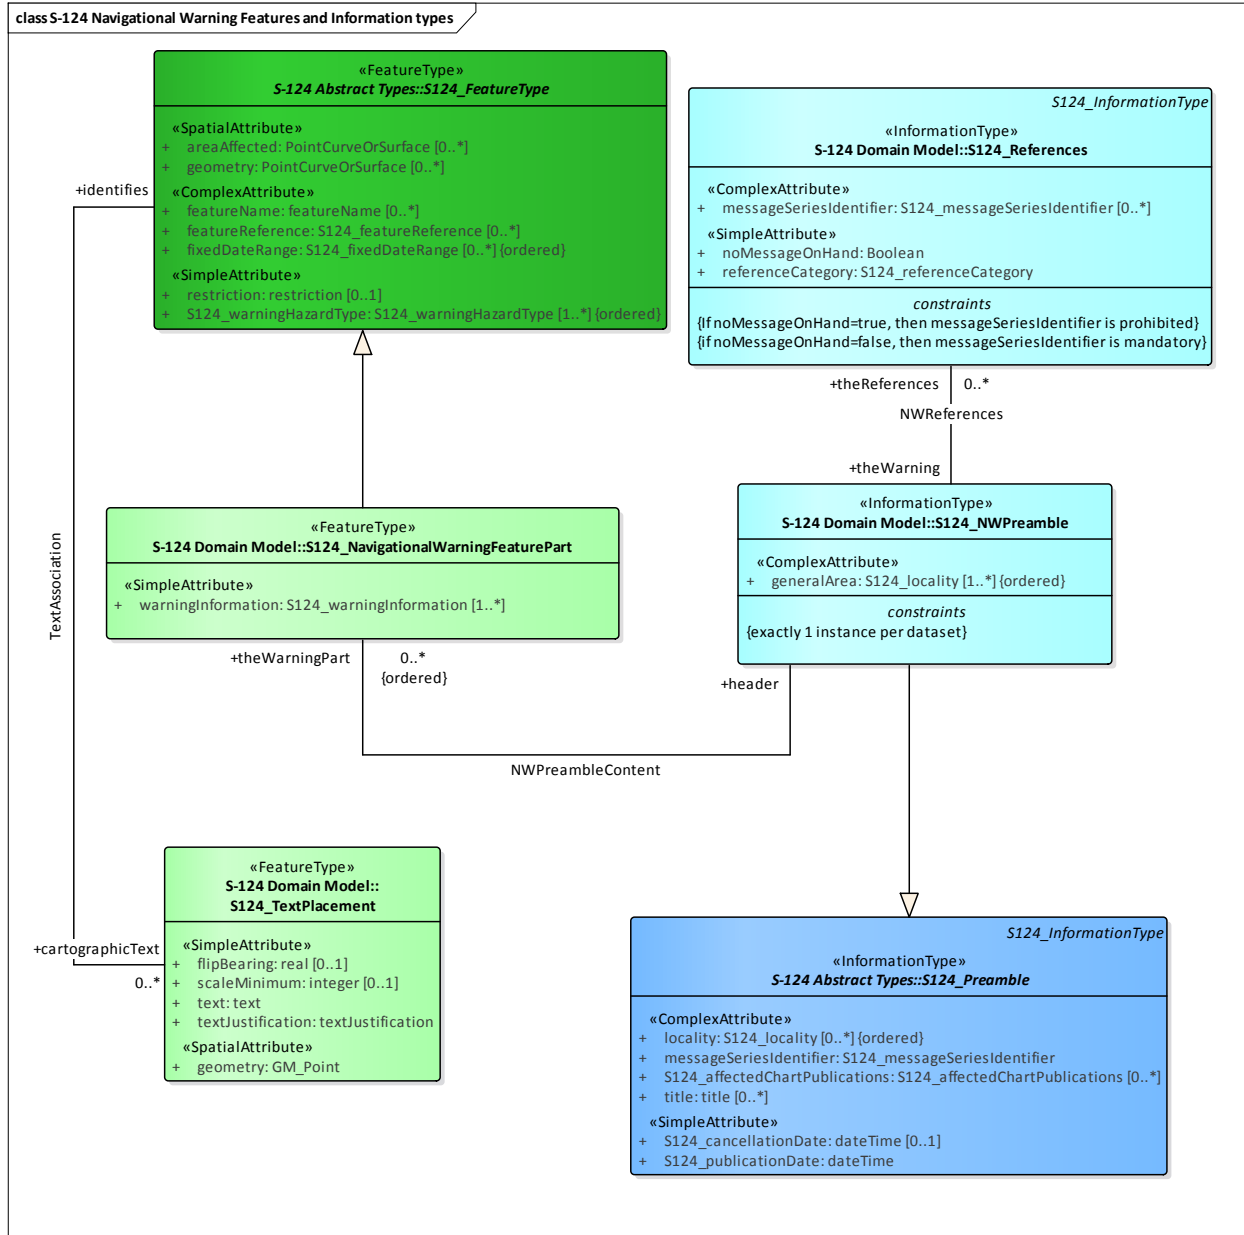 class S-124 Navigational Warning Features and Information types
«FeatureType»
S-124 Abstract Types::S124_FeatureType
«SpatialAttribute»
+ areaAffected: PointCurveOrSurface [0..*]
+ geometry: PointCurveOrSurface [0..*]
«ComplexAttribute»
+ featureName: featureName [0..*]
+ featureReference: S124_featureReference [0..*]
+ fixedDateRange: S124_fixedDateRange [0..*] {ordered}
«SimpleAttribute»
+ restriction: restriction [0..1]
+ S124_warningHazardType: S124_warningHazardType [1..*] {ordered}
S124_InformationType
«InformationType»
S-124 Domain Model::S124_References
«ComplexAttribute»
+ messageSeriesIdentifier: S124_messageSeriesIdentifier [0..*]
«SimpleAttribute»
+ noMessageOnHand: Boolean
+ referenceCategory: S124_referenceCategory
constraints
{If noMessageOnHand=true, then messageSeriesIdentifier is prohibited}
{if noMessageOnHand=false, then messageSeriesIdentifier is mandatory}
+identifies
+theReferences 0..*
NWReferences
+theWarning
«FeatureType»
S-124 Domain Model::S124_NavigationalWarningFeaturePart
«SimpleAttribute»
+ warningInformation: S124_warningInformation [1..*]
«InformationType»
S-124 Domain Model::S124_NWPreamble
«ComplexAttribute»
+ generalArea: S124_locality [1..*] {ordered}
constraints
{exactly 1 instance per dataset}
TextAssociation
+theWarningPart 0..*
{ordered}
+header
NWPreambleContent
«FeatureType»
S-124 Domain Model::
S124_TextPlacement
«SimpleAttribute»
+ flipBearing: real [0..1]
+ scaleMinimum: integer [0..1]
+ text: text
+ textJustification: textJustification
«SpatialAttribute»
+ geometry: GM_Point
+cartographicText
0..*
S124_InformationType
«InformationType»
S-124 Abstract Types::S124_Preamble
«ComplexAttribute»
+ locality: S124_locality [0..*] {ordered}
+ messageSeriesIdentifier: S124_messageSeriesIdentifier
+ S124_affectedChartPublications: S124_affectedChartPublications [0..*]
+ title: title [0..*]
«SimpleAttribute»
+ S124_cancellationDate: dateTime [0..1]
+ S124_publicationDate: dateTime